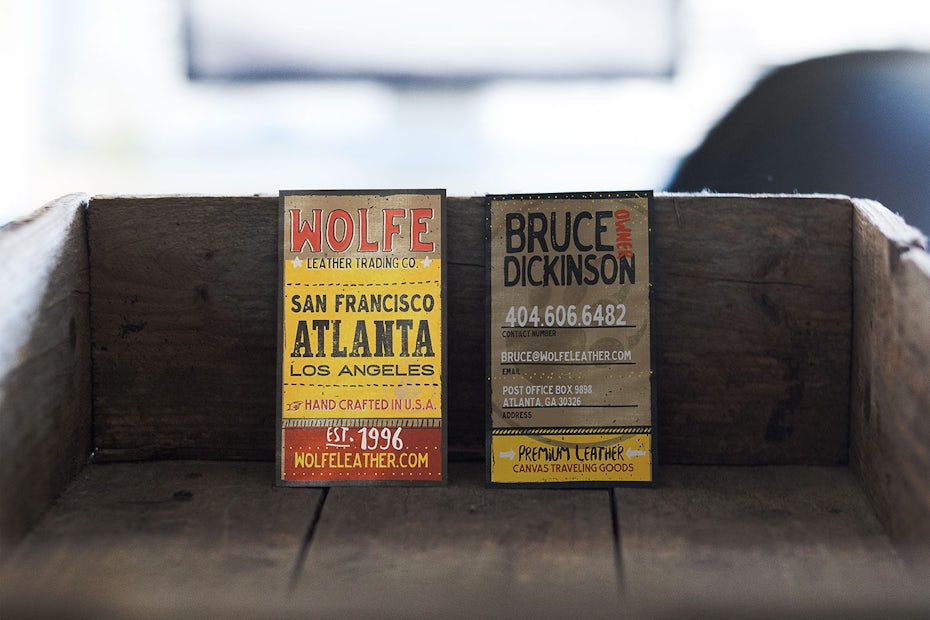 WOLFE
LEATHER TRADING CO.
SAN FRANCISCO
ATLANTA
LOS ANGELES
HAND CRAFTED IN U.S.A.
EST. 1996
WOLFELEATHER.COM
BRUCE
OWNER
DICKINSON
404.606.6482
CONTACT NUMBER
BRUCE@WOLFELEATHER.COM
EMAIL
POST OFFICE BOX 9898
ATLANTA, GA 30326
ADDRESS
PREMIUM LEATHER
CANVAS TRAVELING GOODS